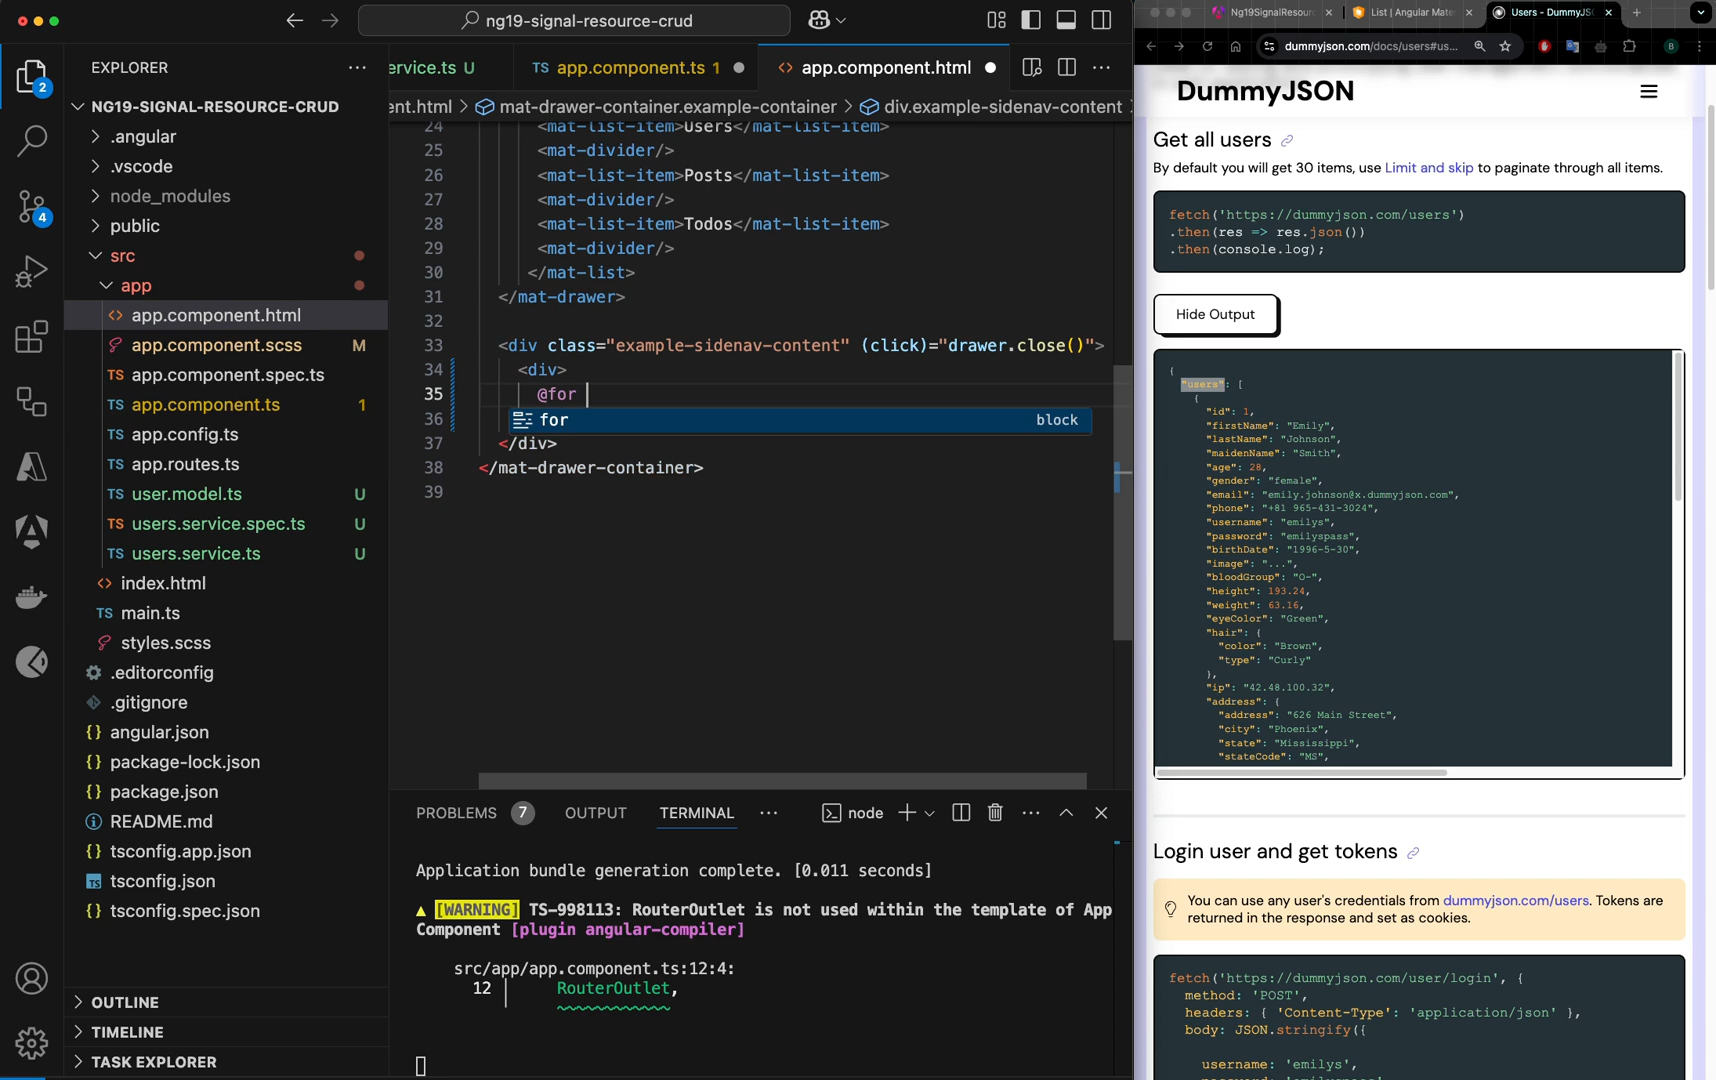 ng19-signal-resource-crud
EXPLORER
2
4
NG19-SIGNAL-RESOURCE-CRUD
.angular
.vscode
node_modules
public
src
app
app.component.html
app.component.scss M
app.component.spec.ts
app.component.ts 1
app.config.ts
app.routes.ts
user.model.ts U
users.service.spec.ts U
users.service.ts U
index.html
main.ts
styles.scss
.editorconfig
.gitignore
angular.json
package-lock.json
package.json
README.md
tsconfig.app.json
tsconfig.json
tsconfig.spec.json
OUTLINE
TIMELINE
TASK EXPLORER
ervice.ts U
TS app.component.ts 1
app.component.html
ent.html > mat-drawer-container.example-container > div.example-sidenav-content
24 <mat-list-item>Users</mat-list-item>
25 <mat-divider/>
26 <mat-list-item>Posts</mat-list-item>
27 <mat-divider/>
28 <mat-list-item>Todos</mat-list-item>
29 <mat-divider/>
30 </mat-list>
31 </mat-drawer>
32
33 <div class="example-sidenav-content" (click)="drawer.close()">
34 <div>
35 @for
36 for block
37 </div>
38 </mat-drawer-container>
39
PROBLEMS 7 OUTPUT TERMINAL node
Application bundle generation complete. [0.011 seconds]
▲ [WARNING] TS-998113: RouterOutlet is not used within the template of App
Component [plugin angular-compiler]
src/app/app.component.ts:12:4:
12 │ RouterOutlet,
Ng19SignalResour
List | Angular Mate
Users - DummyJS
dummyjson.com/docs/users#us...
B
DummyJSON
Get all users
By default you will get 30 items, use Limit and skip to paginate through all items.
fetch('https://dummyjson.com/users')
.then(res => res.json())
.then(console.log);
Hide Output
{
"users": [
{
"id": 1,
"firstName": "Emily",
"lastName": "Johnson",
"maidenName": "Smith",
"age": 28,
"gender": "female",
"email": "emily.johnson@x.dummyjson.com",
"phone": "+81 965-431-3024",
"username": "emilys",
"password": "emilyspass",
"birthDate": "1996-5-30",
"image": "...",
"bloodGroup": "O-",
"height": 193.24,
"weight": 63.16,
"eyeColor": "Green",
"hair": {
"color": "Brown",
"type": "Curly"
},
"ip": "42.48.100.32",
"address": {
"address": "626 Main Street",
"city": "Phoenix",
"state": "Mississippi",
"stateCode": "MS",
Login user and get tokens
You can use any user's credentials from dummyjson.com/users. Tokens are
returned in the response and set as cookies.
fetch('https://dummyjson.com/user/login', {
method: 'POST',
headers: { 'Content-Type': 'application/json' },
body: JSON.stringify({
username: 'emilys',